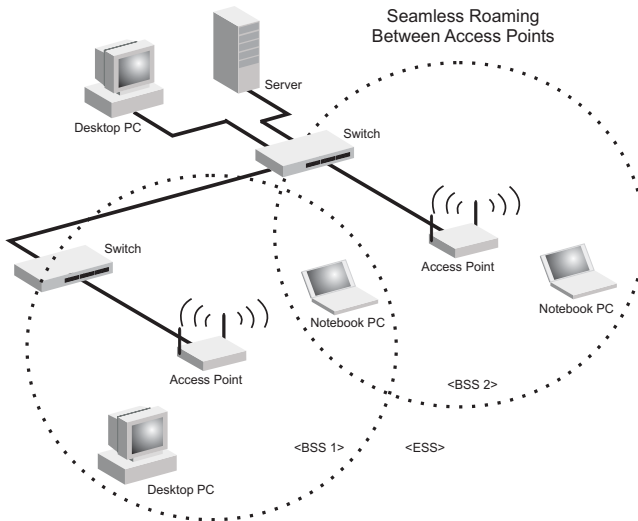 Seamless Roaming
Between Access Points
Server
Desktop PC
Switch
Switch
Access Point
Notebook PC
Notebook PC
Access Point
<BSS 2>
<BSS 1>
<ESS>
Desktop PC